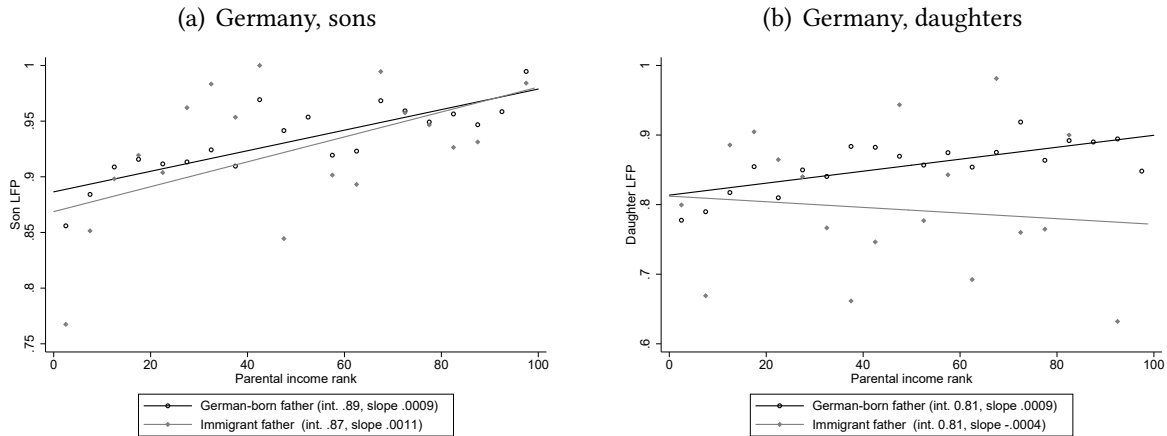 (a) Germany, sons
1
.95
.9
.85
.8
.75
Son LFP
0
20
40
60
80
100
Parental income rank
German-born father (int. .89, slope .0009)
Immigrant father  (int. .87, slope .0011)
(b) Germany, daughters
1
.9
.8
.7
.6
Daughter LFP
0
20
40
60
80
100
Parental income rank
German-born father (int. 0.81, slope .0009)
Immigrant father (int. 0.81, slope -.0004)